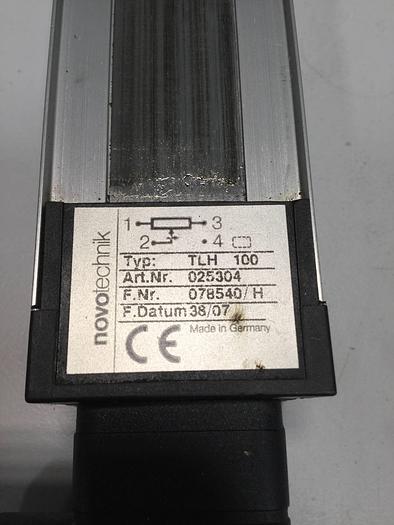 novotechnik
1 3
2 4
Typ: TLH 100
Art.Nr. 025304
F.Nr. 078540/H
F.Datum 38/07
Made in Germany
CE